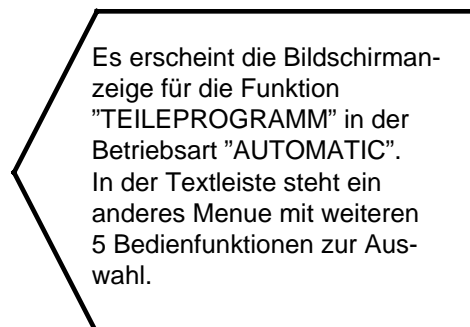 Es erscheint die Bildschirman-
zeige für die Funktion
”TEILEPROGRAMM” in der
Betriebsart ”AUTOMATIC”.
In der Textleiste steht ein
anderes Menue mit weiteren
5 Bedienfunktionen zur Aus-
wahl.